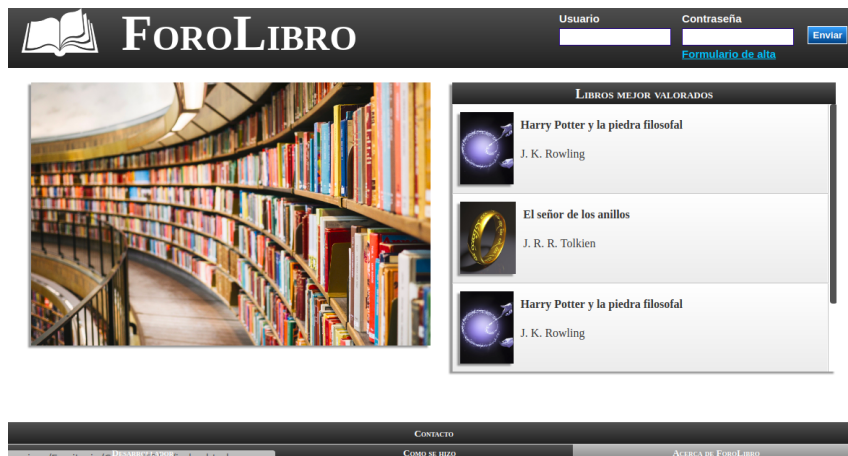 Usuario
Contraseña
FOROLIBRO
Enviar
Formulario de alta
LIBROS MEJOR VALORADOS
Harry Potter y la piedra filosofal
J. K. Rowling
El señor de los anillos
J. R. R. Tolkien
Harry Potter y la piedra filosofal
J. K. Rowling
CONTACTO
DESARROLLADOR
COMO SE HIZO
ACERCA DE FOROLIBRO